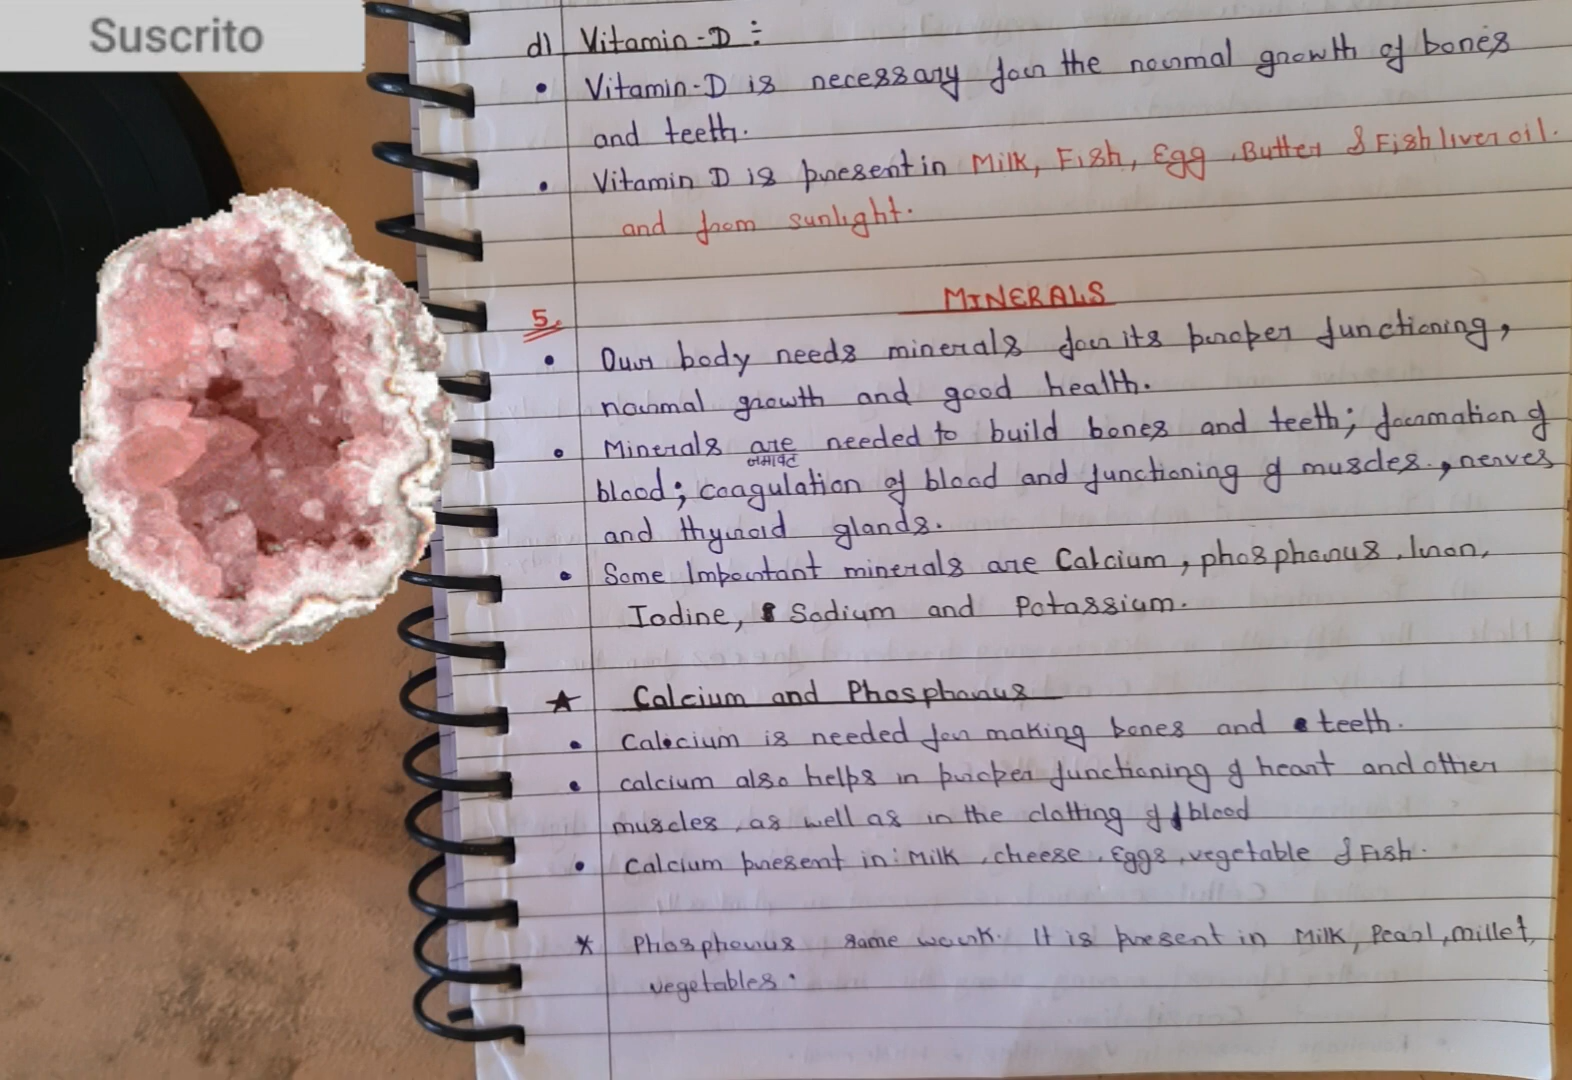 Suscrito
d) Vitamin-D :
• Vitamin-D is necessary for the normal growth of bones
and teeth.
• Vitamin D is present in Milk, Fish, Egg, Butter & Fish liver oil.
and from sunlight.
5. MINERALS
• Our body needs minerals for its proper functioning,
normal growth and good health.
• Minerals are needed to build bones and teeth; formation of
जमावट
blood; coagulation of blood and functioning of muscles, nerves
and thyroid glands.
• Some Important minerals are Calcium, phosphorus, Iron,
Iodine, Sodium and Potassium.
★ Calcium and Phosphorus
• Calcium is needed for making bones and teeth.
• calcium also helps in proper functioning of heart and other
muscles, as well as in the clotting of blood
• Calcium present in: Milk, cheese, Eggs, vegetable & Fish.
* Phosphorus same work. It is present in Milk, Pearl, millet,
vegetables.